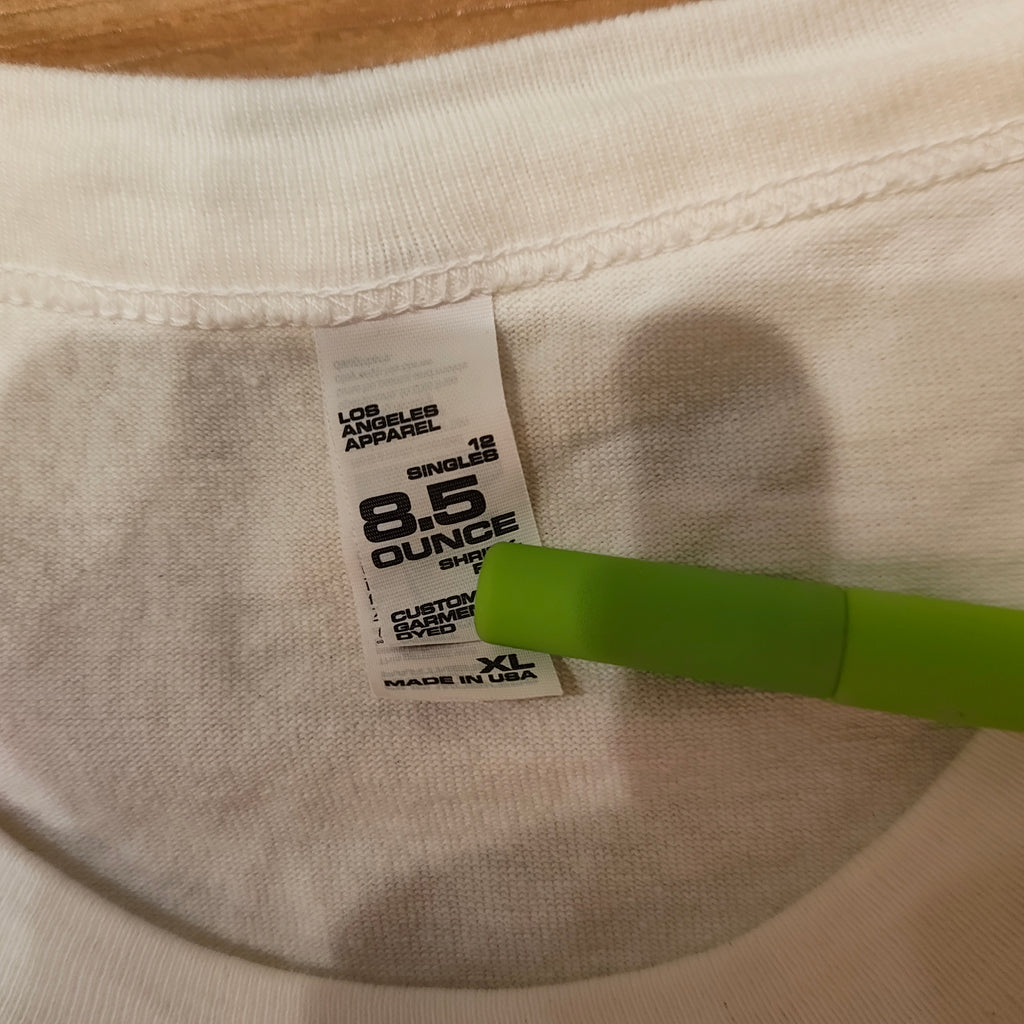 LOS
ANGELES
APPAREL
12
SINGLES
8.5
OUNCE
CUSTOM
GARMENT
DYED
XL
MADE IN USA